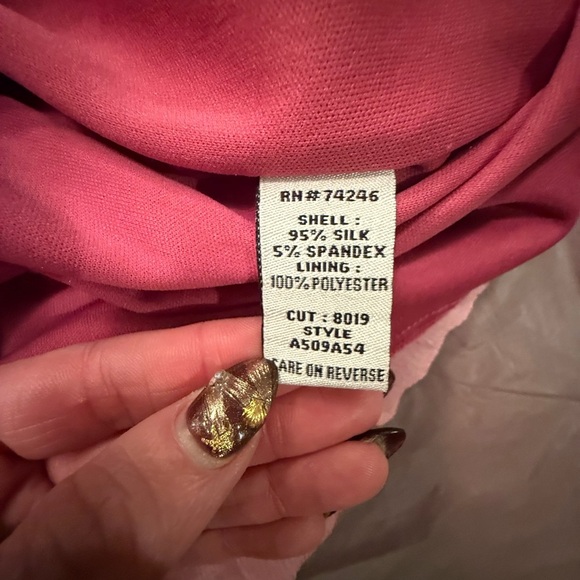 RN# 74246
SHELL :
95% SILK
5% SPANDEX
LINING :
100% POLYESTER
CUT : 8019
STYLE
A509A54
CARE ON REVERSE